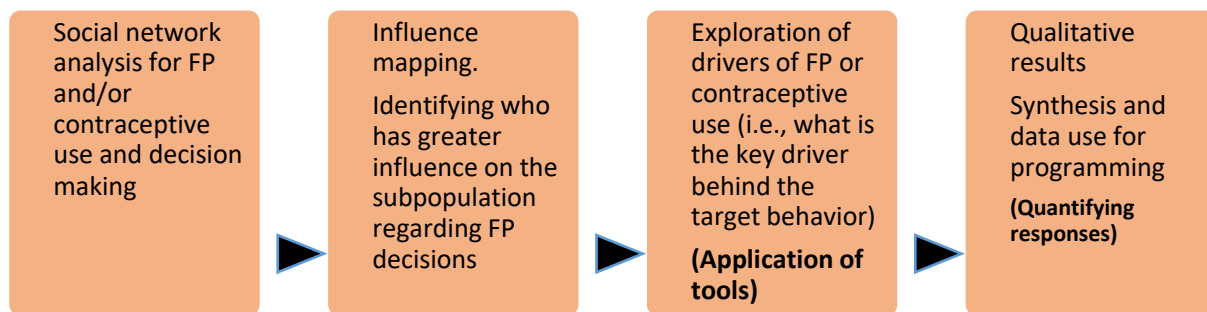 Social network
analysis for FP
and/or
contraceptive
use and decision
making
Influence
mapping.
Identifying who
has greater
influence on the
subpopulation
regarding FP
decisions
Exploration of
drivers of FP or
contraceptive
use (i.e., what is
the key driver
behind the
target behavior)
(Application of
tools)
Qualitative
results
Synthesis and
data use for
programming
(Quantifying
responses)